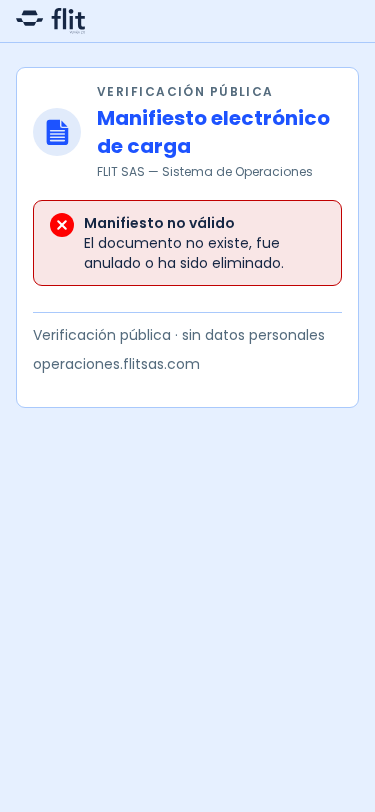 flit
VERIFICACIÓN PÚBLICA
Manifiesto electrónico
de carga
FLIT SAS — Sistema de Operaciones
Manifiesto no válido
El documento no existe, fue
anulado o ha sido eliminado.
Verificación pública · sin datos personales
operaciones.flitsas.com